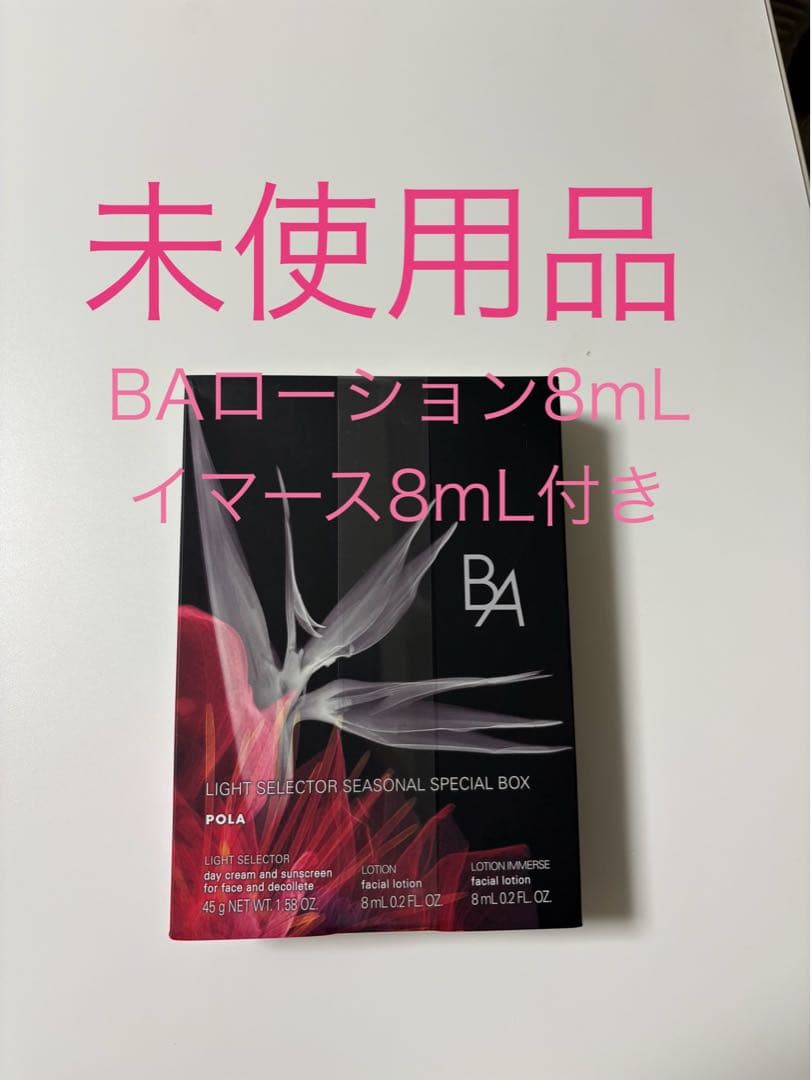 未使用品
BAローション8mL
イマース8mL付き
BA
LIGHT SELECTOR SEASONAL SPECIAL BOX
POLA
LIGHT SELECTOR
day cream and sunscreen
for face and decollete
45 g NET WT. 1.58 OZ.
LOTION
facial lotion
8 mL 0.2 FL. OZ.
LOTION IMMERSE
facial lotion
8 mL 0.2 FL. OZ.